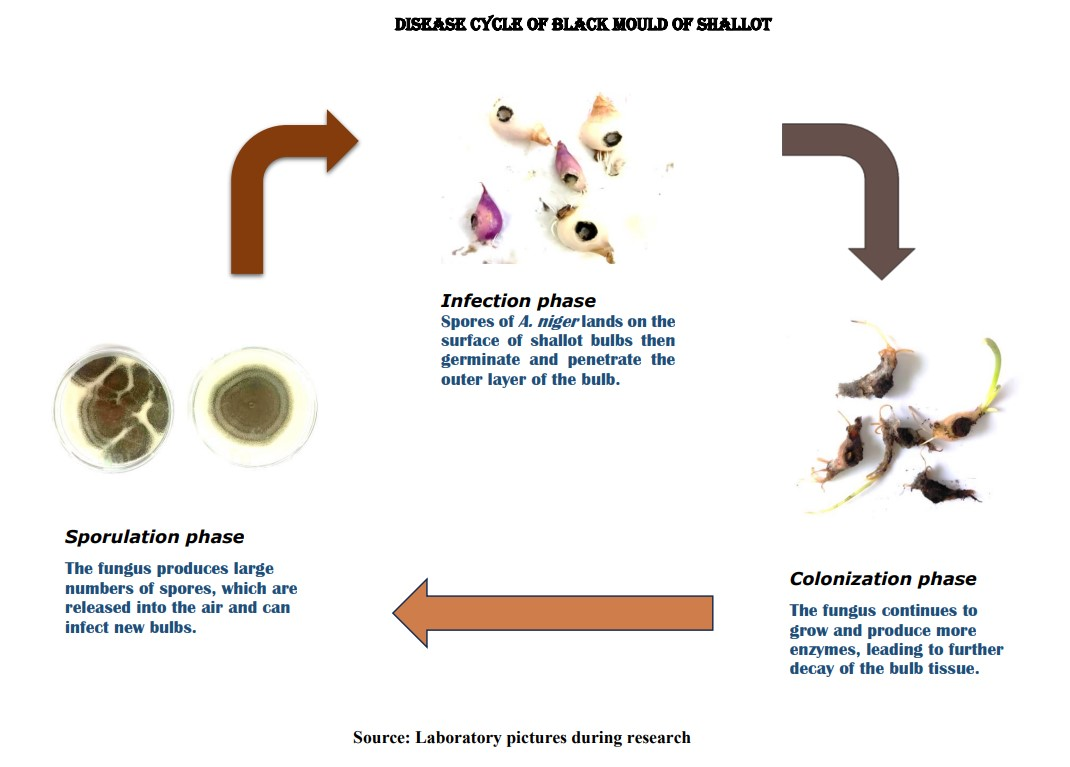 DISEASE CYCLE OF BLACK MOULD OF SHALLOT
Infection phase
Spores of A. niger lands on the
surface of shallot bulbs then
germinate and penetrate the
outer layer of the bulb.
Sporulation phase
The fungus produces large
numbers of spores, which are
released into the air and can
infect new bulbs.
Colonization phase
The fungus continues to
grow and produce more
enzymes, leading to further
decay of the bulb tissue.
Source: Laboratory pictures during research